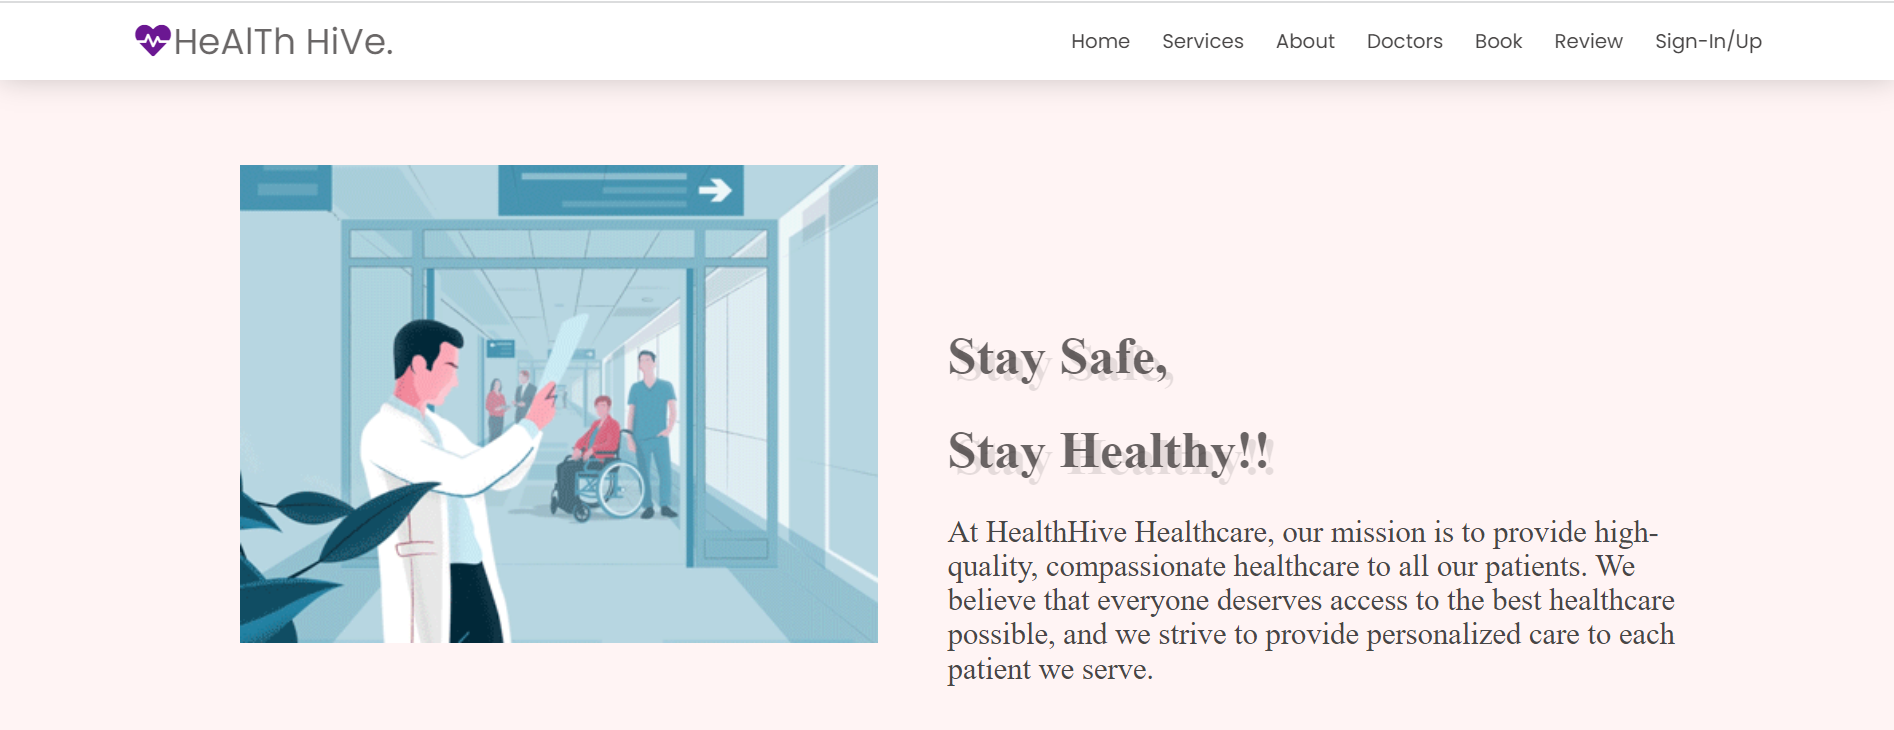 HeAlTh HiVe.
Home Services About Doctors Book Review Sign-In/Up
Stay Safe,
Stay Healthy!!
At HealthHive Healthcare, our mission is to provide high-
quality, compassionate healthcare to all our patients. We
believe that everyone deserves access to the best healthcare
possible, and we strive to provide personalized care to each
patient we serve.